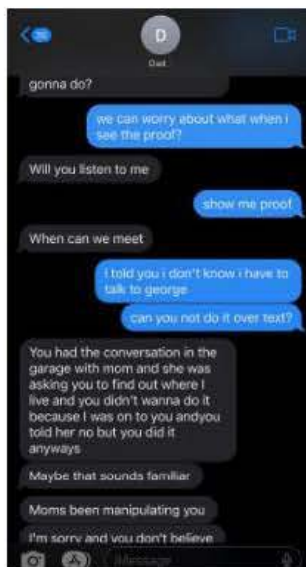 D
Dad
gonna do?
we can worry about what when i
see the proof?
Will you listen to me
show me proof
When can we meet
I told you i don't know i have to
talk to george
can you not do it over text?
You had the conversation in the
garage with mom and she was
asking you to find out where I
live and you didn't wanna do it
because I was on to you andyou
told her no but you did it
anyways
Maybe that sounds familiar
Moms been manipulating you
I'm sorry and you don't believe
iMessage